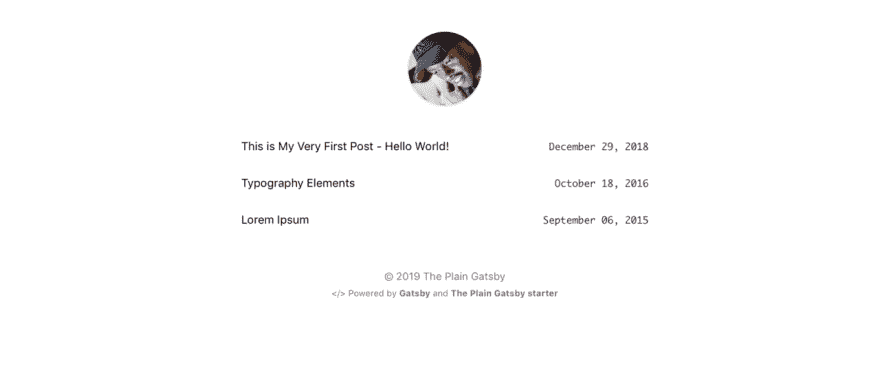 This is My Very First Post - Hello World! December 29, 2018
Typography Elements October 18, 2016
Lorem Ipsum September 06, 2015
© 2019 The Plain Gatsby
</> Powered by Gatsby and The Plain Gatsby starter